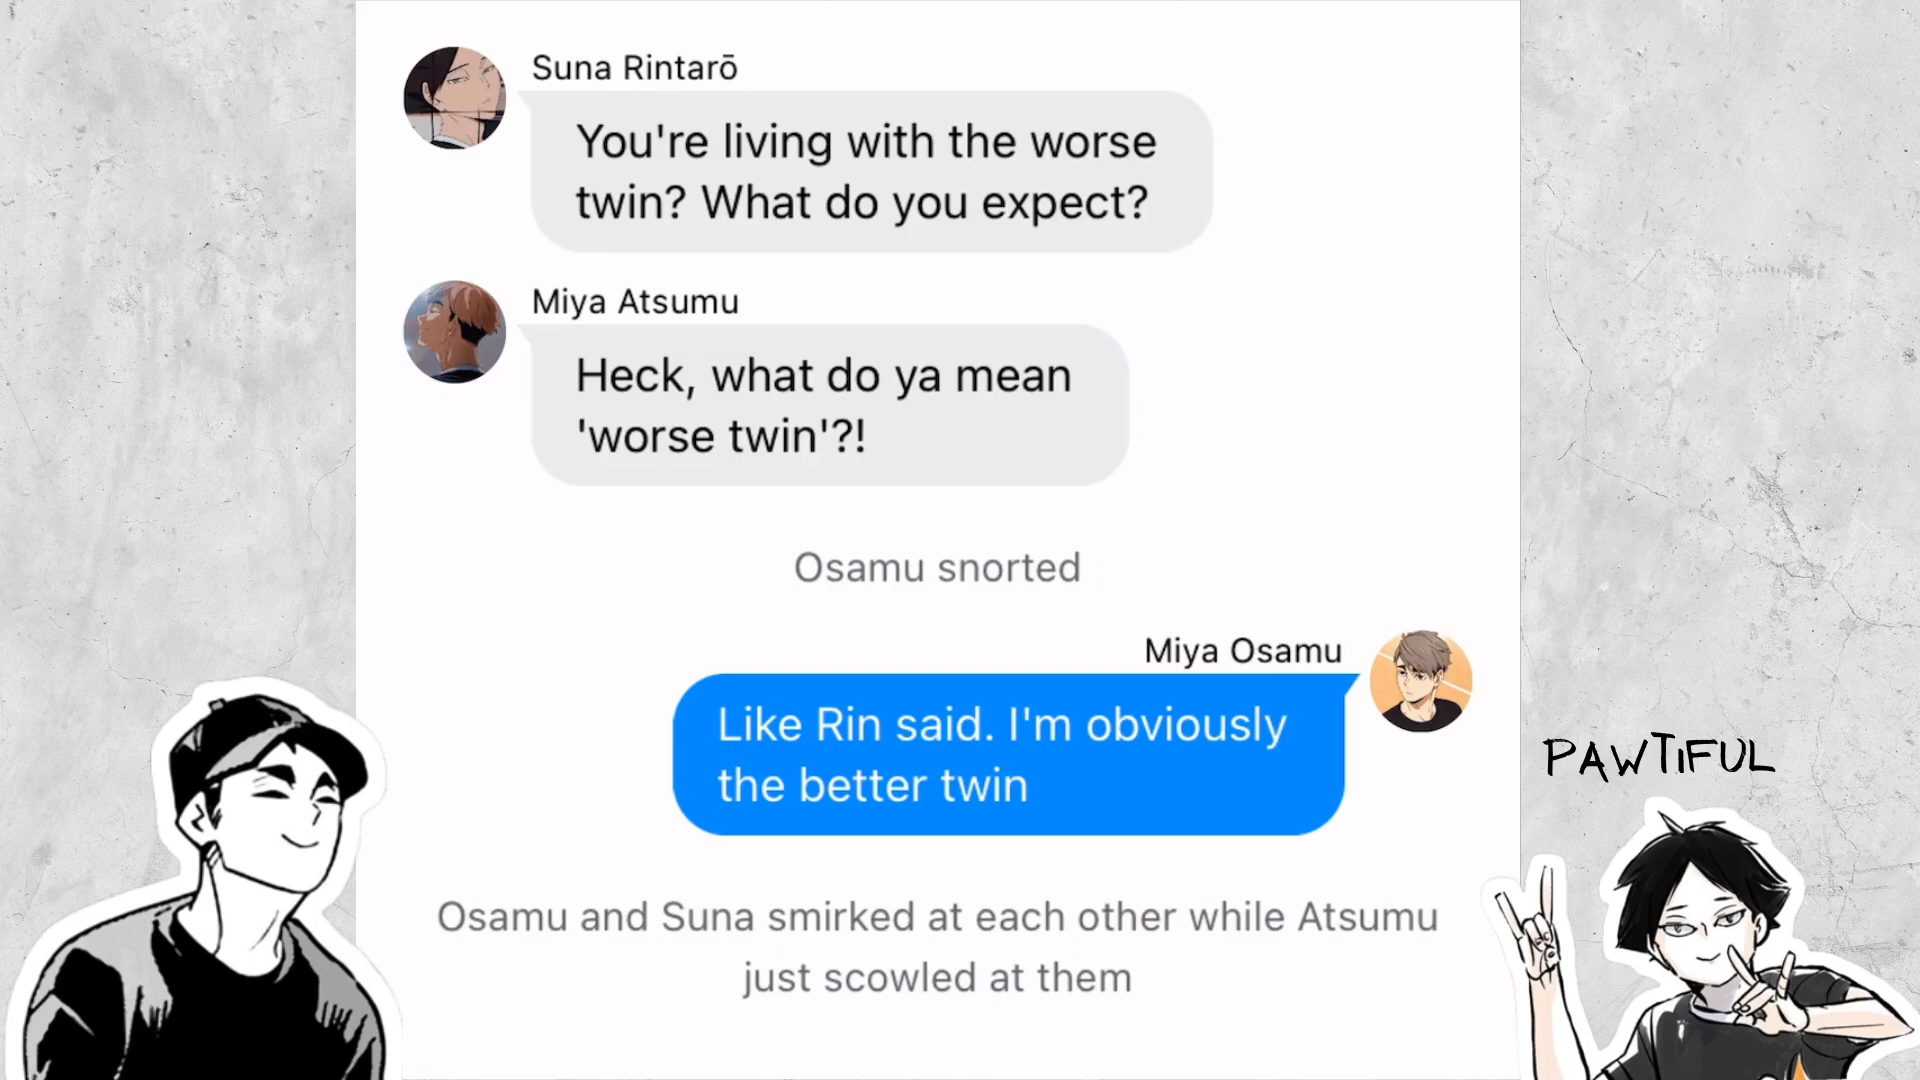 Suna Rintarō
You're living with the worse
twin? What do you expect?
Miya Atsumu
Heck, what do ya mean
'worse twin'?!
Osamu snorted
Miya Osamu
Like Rin said. I'm obviously
the better twin
PAWTIFUL
Osamu and Suna smirked at each other while Atsumu
just scowled at them